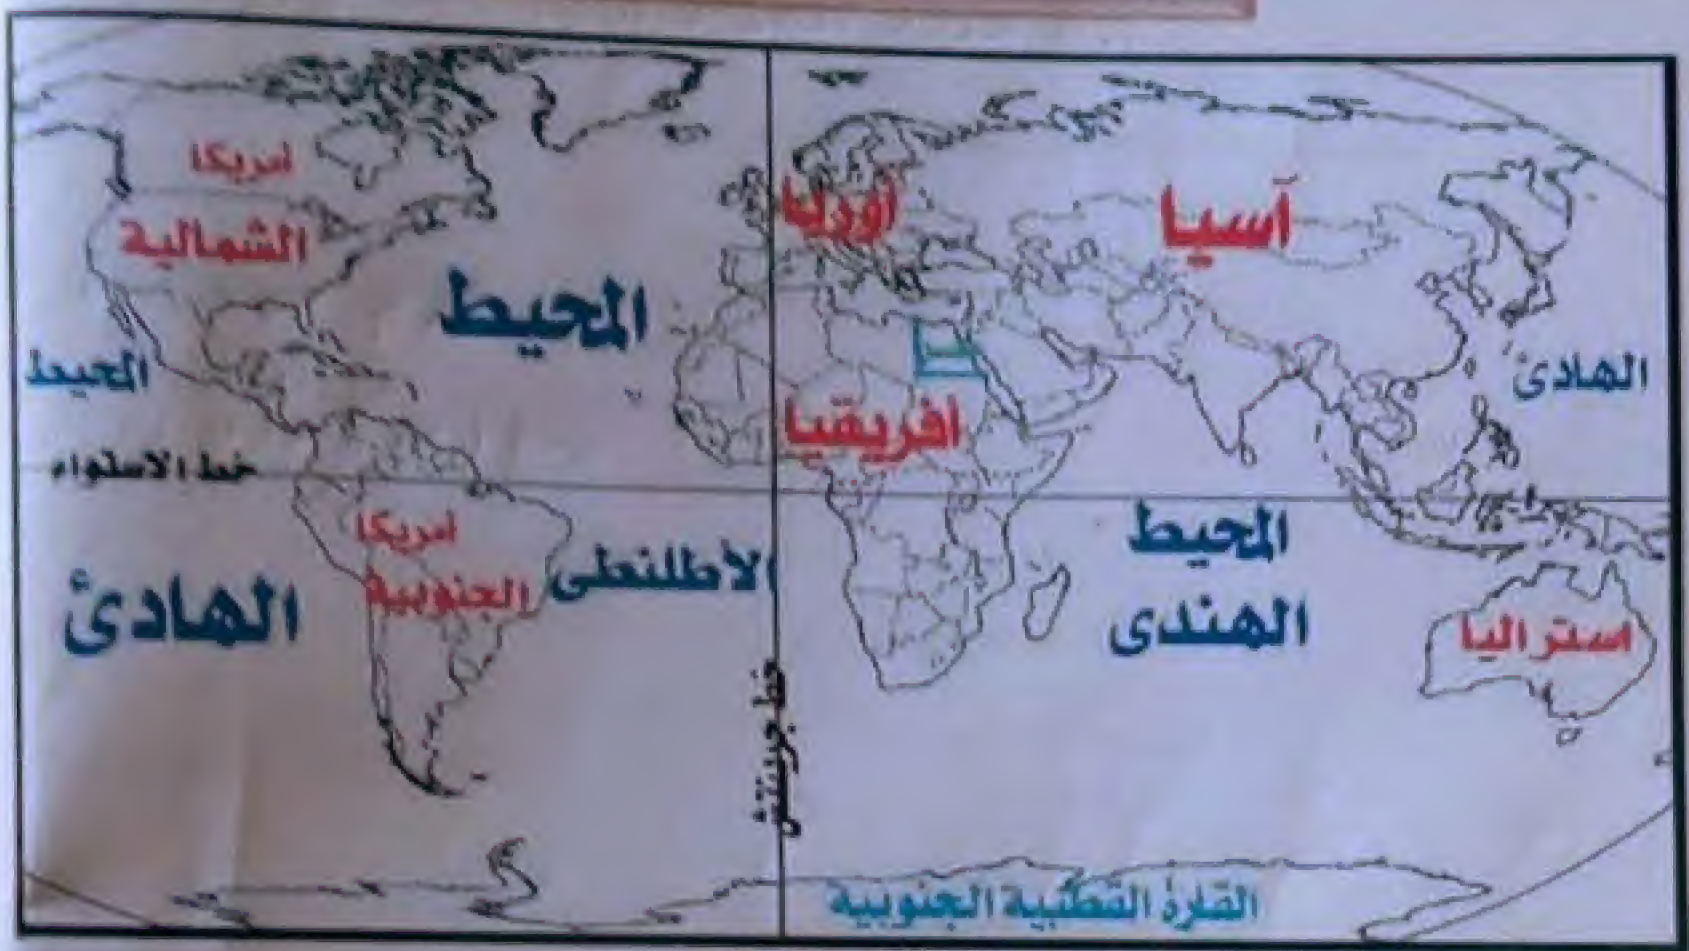 امريكا
الشمالية
أوربا
آسيا
المحيط
المحيط
الهادئ
افريقيا
خط الاستواء
امريكا
الجنوبية
المحيط
الهندى
الأطلنطى
الهادئ
استراليا
خط جرينتش
القارة القطبية الجنوبية